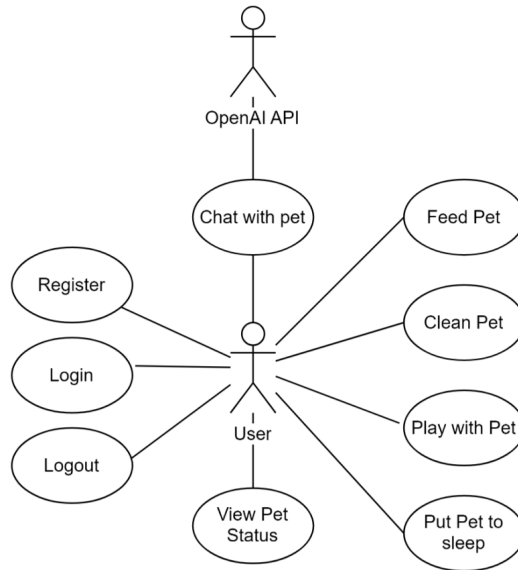 OpenAI API
Chat with pet
Feed Pet
Register
Clean Pet
Login
Play with Pet
User
Logout
View Pet
Status
Put Pet to
sleep